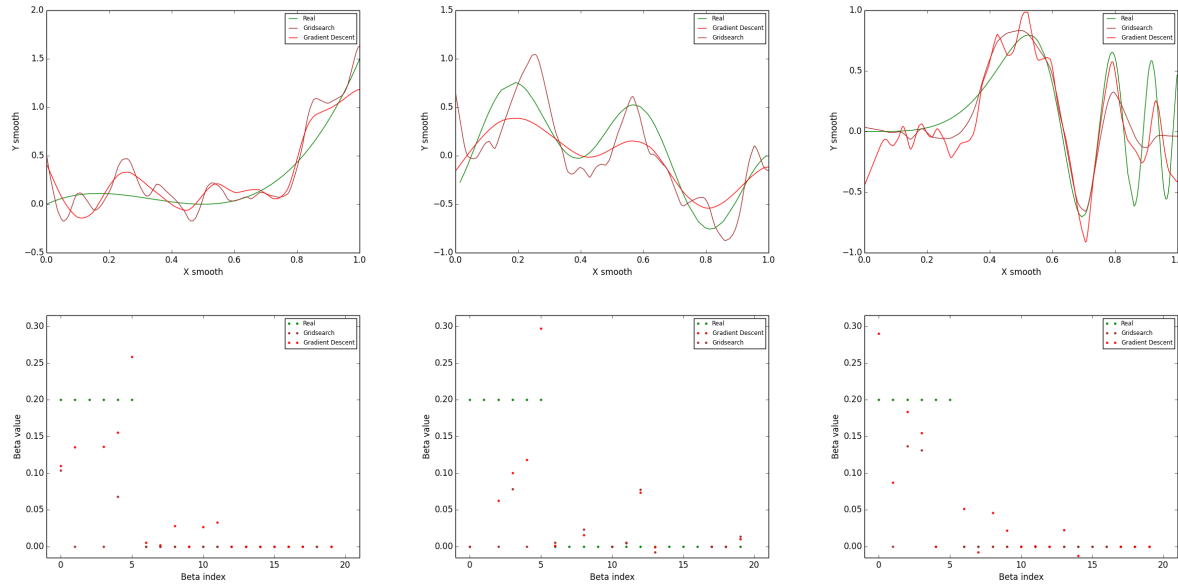 2.0
1.5
1.0
0.5
0.0
−0.5
0.0 0.2 0.4 0.6 0.8 1.0
X smooth
Y smooth
Real
Gridsearch
Gradient Descent
1.5
1.0
0.5
0.0
−0.5
−1.0
0.0 0.2 0.4 0.6 0.8 1.0
X smooth
Y smooth
Real
Gradient Descent
Gridsearch
1.0
0.5
0.0
−0.5
−1.0
0.0 0.2 0.4 0.6 0.8 1.0
X smooth
Y smooth
Real
Gridsearch
Gradient Descent
0.30
0.25
0.20
0.15
0.10
0.05
0.00
0 5 10 15 20
Beta index
Beta value
Real
Gridsearch
Gradient Descent
0.30
0.25
0.20
0.15
0.10
0.05
0.00
0 5 10 15 20
Beta index
Beta value
Real
Gradient Descent
Gridsearch
0.30
0.25
0.20
0.15
0.10
0.05
0.00
0 5 10 15 20
Beta index
Beta value
Real
Gridsearch
Gradient Descent